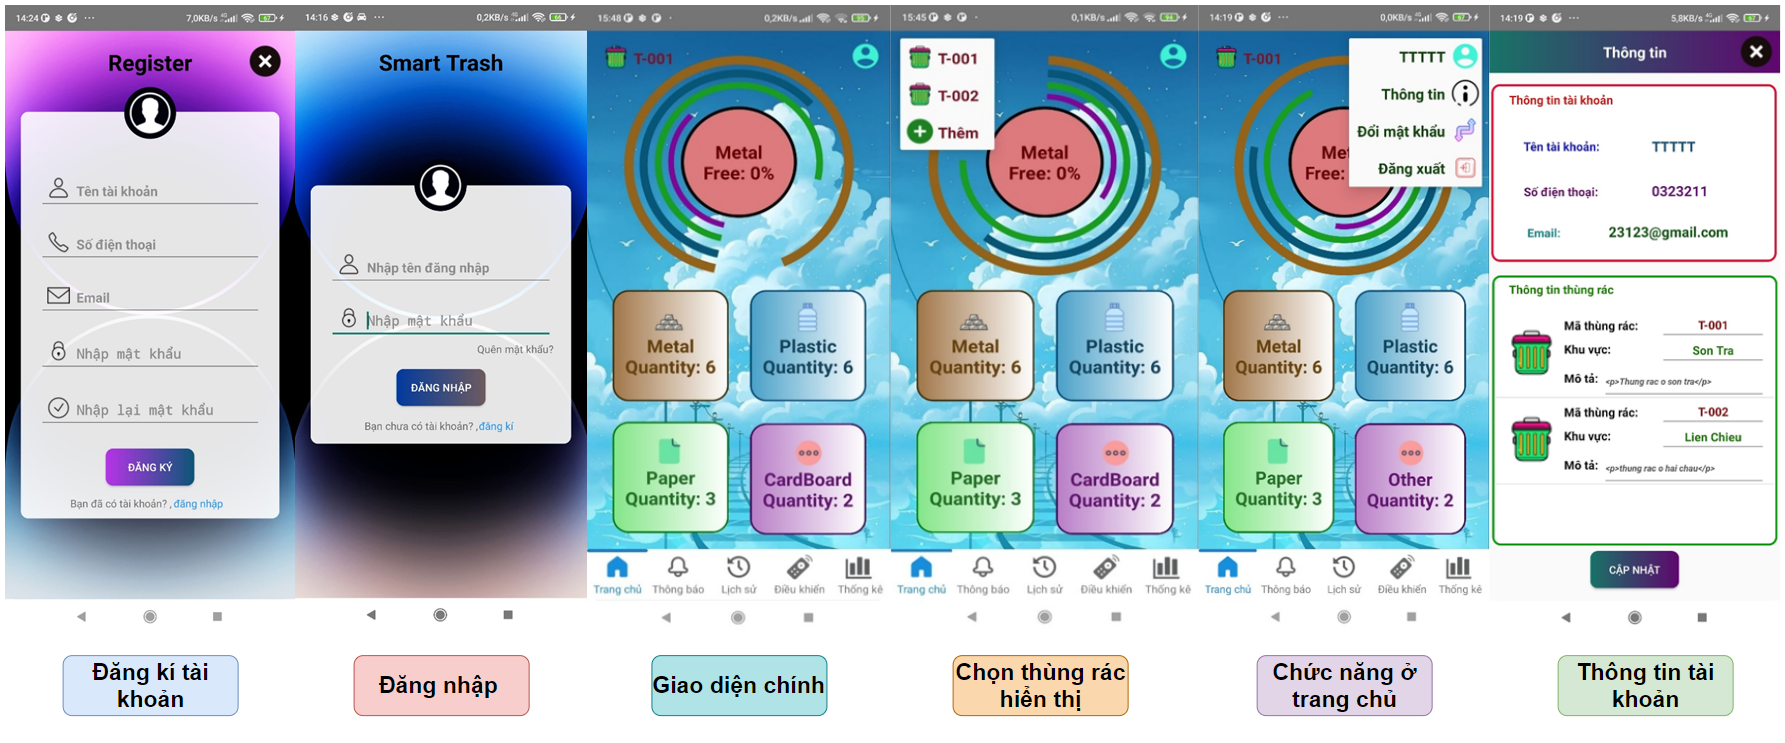 14:24 7,0KB/s 67
Register
Tên tài khoản
Số điện thoại
Email
Nhập mật khẩu
Nhập lại mật khẩu
ĐĂNG KÝ
Bạn đã có tài khoản? , đăng nhập
Đăng kí tài
khoản
14:16 0,2KB/s 66
Smart Trash
Nhập tên đăng nhập
Nhập mật khẩu
Quên mật khẩu?
ĐĂNG NHẬP
Bạn chưa có tài khoản? ,đăng kí
Đăng nhập
15:48 0,2KB/s
T-001
Metal
Free: 0%
Metal
Quantity: 6
Plastic
Quantity: 6
Paper
Quantity: 3
CardBoard
Quantity: 2
Trang chủ Thông báo Lịch sử Điều khiển Thống kê
Giao diện chính
15:45 0,1KB/s
T-001
T-002
Thêm
Metal
Free: 0%
Metal
Quantity: 6
Plastic
Quantity: 6
Paper
Quantity: 3
CardBoard
Quantity: 2
Trang chủ Thông báo Lịch sử Điều khiển Thống kê
Chọn thùng rác
hiển thị
14:19 0,0KB/s 67
T-001
TTTTT
Thông tin
Đổi mật khẩu
Đăng xuất
Me
Free:
Metal
Quantity: 6
Plastic
Quantity: 6
Paper
Quantity: 3
Other
Quantity: 2
Trang chủ Thông báo Lịch sử Điều khiển Thống kê
Chức năng ở
trang chủ
14:19 5,8KB/s 67
Thông tin
Thông tin tài khoản
Tên tài khoản: TTTTT
Số điện thoại: 0323211
Email: 23123@gmail.com
Thông tin thùng rác
Mã thùng rác: T-001
Khu vực: Son Tra
Mô tả: <p>Thung rac o son tra</p>
Mã thùng rác: T-002
Khu vực: Lien Chieu
Mô tả: <p>thung rac o hai chau</p>
CẬP NHẬT
Thông tin tài
khoản